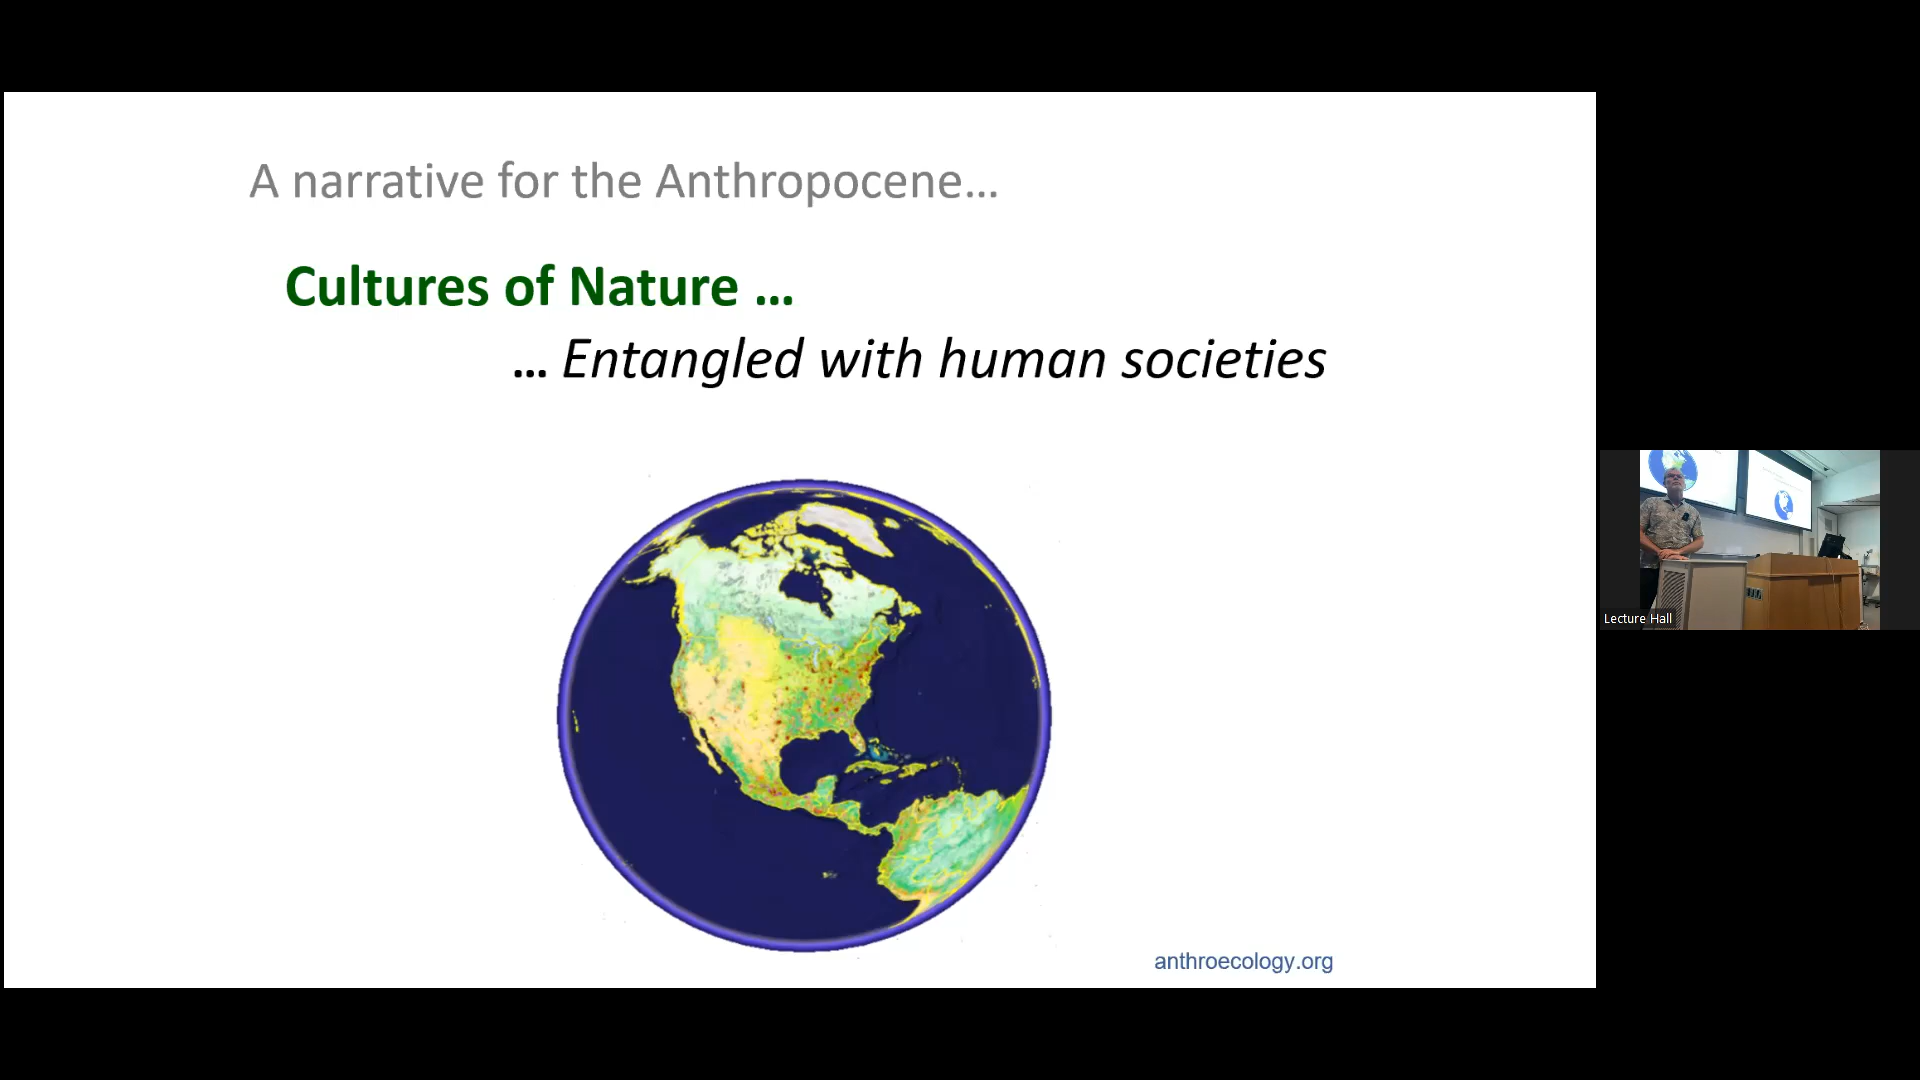 A narrative for the Anthropocene…
Cultures of Nature …
… Entangled with human societies
anthroecology.org
Lecture Hall